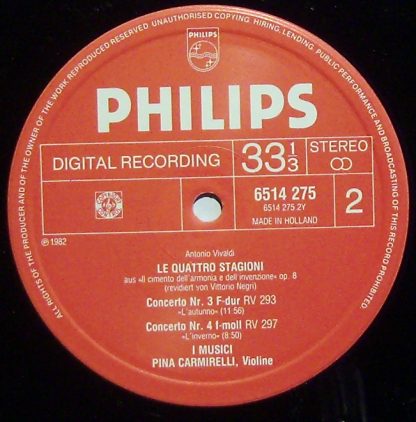 ALL RIGHTS OF THE PRODUCER AND OF THE OWNER OF THE WORK REPRODUCED RESERVED UNAUTHORISED COPYING, HIRING, LENDING, PUBLIC PERFORMANCE AND BROADCASTING OF THIS RECORD PROHIBITED.
PHILIPS
PHILIPS
DIGITAL RECORDING
33 1/3
STEREO
6514 275
6514 275.2Y
MADE IN HOLLAND
2
℗ 1982
Antonio Vivaldi
LE QUATTRO STAGIONI
aus »Il cimento dell'armonia e dell'invenzione« op. 8
(revidiert von Vittorio Negri)
Concerto Nr. 3 F-dur RV 293
»L'autunno« (11:56)
Concerto Nr. 4 f-moll RV 297
»L'inverno« (8:50)
I MUSICI
PINA CARMIRELLI, Violine